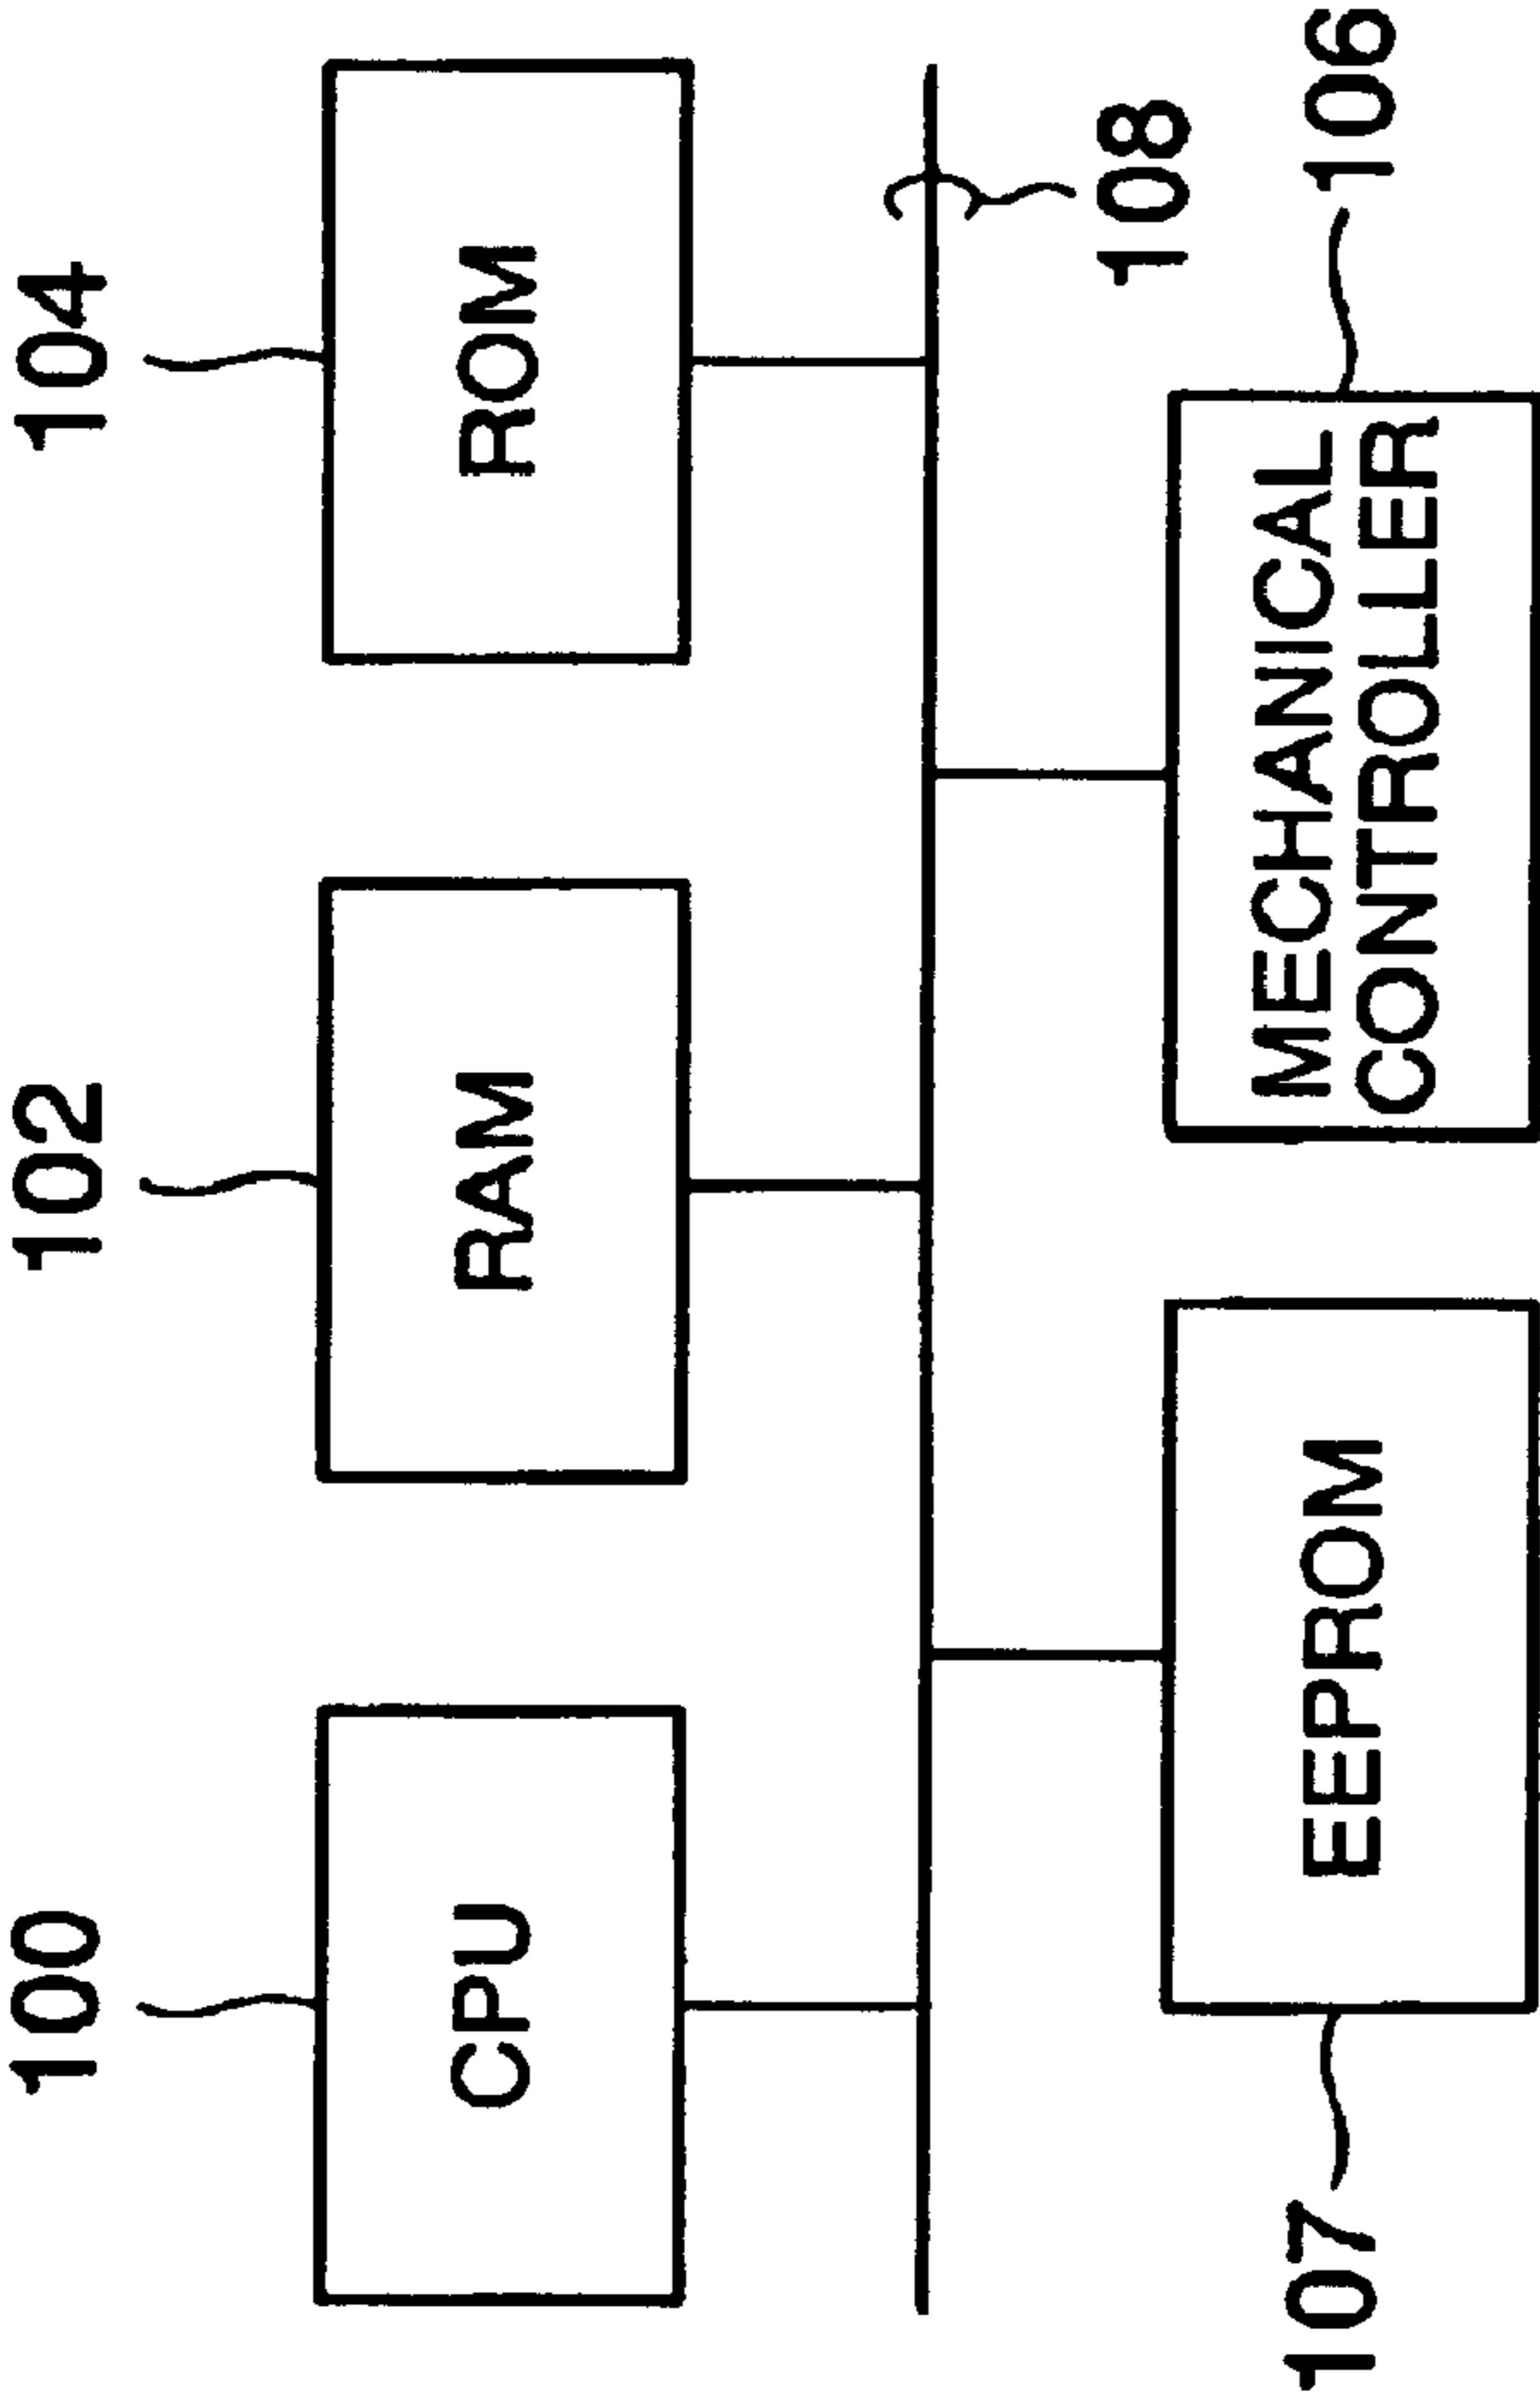 100
102
104
CPU
RAM
ROM
108
EEPROM
MECHANICAL
CONTROLLER
107
106